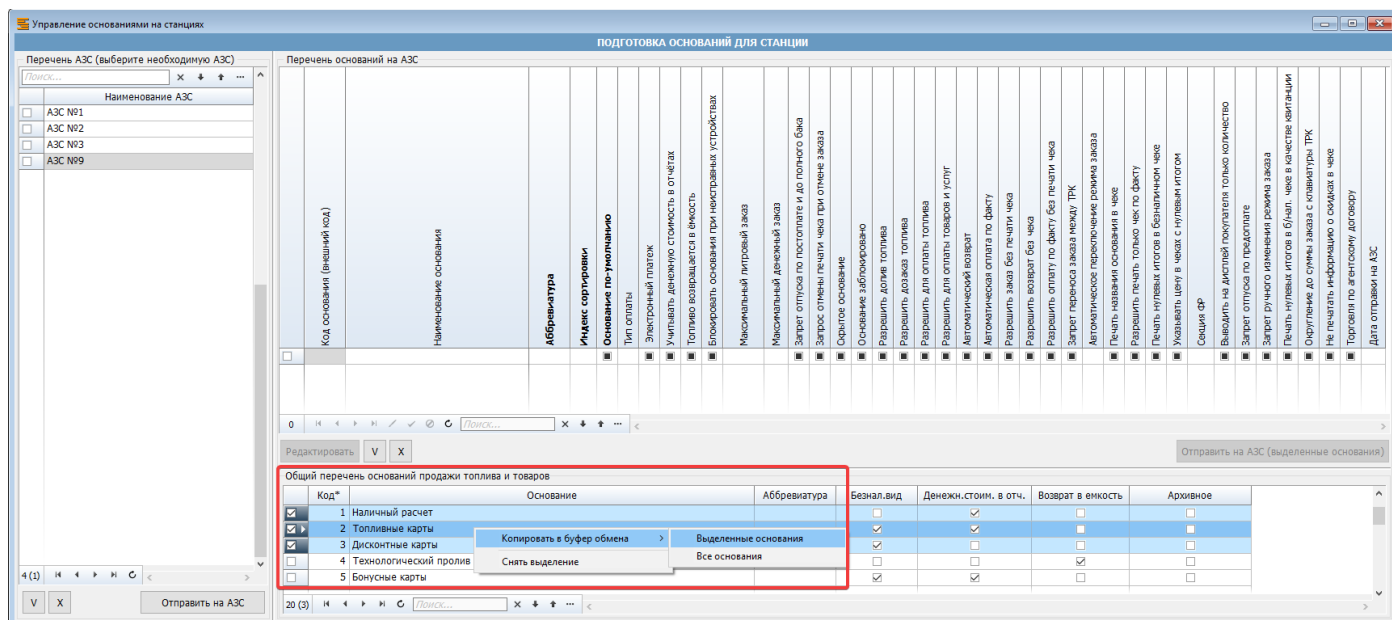 Управление основаниями на станциях
ПОДГОТОВКА ОСНОВАНИЙ ДЛЯ СТАНЦИИ
Перечень АЗС (выберите необходимую АЗС)
Поиск...
Наименование АЗС
АЗС №1
АЗС №2
АЗС №3
АЗС №9
4 (1)
V X Отправить на АЗС
Перечень оснований на АЗС
Код основания (внешний код)
Наименование основания
Аббревиатура
Индекс сортировки
Основание по-умолчанию
Тип оплаты
Электронный платеж
Учитывать денежную стоимость в отчётах
Топливо возвращается в ёмкость
Блокировать основания при неисправных устройствах
Максимальный литровый заказ
Максимальный денежный заказ
Запрет отпуска по постоплате и до полного бака
Запрос отмены печати чека при отмене заказа
Скрытое основание
Основание заблокировано
Разрешить долив топлива
Разрешить дозаказ топлива
Разрешить для оплаты топлива
Разрешить для оплаты товаров и услуг
Автоматический возврат
Автоматическая оплата по факту
Разрешить заказ без печати чека
Разрешить возврат без чека
Разрешить оплату по факту без печати чека
Запрет переноса заказа между ТРК
Автоматическое переключение режима заказа
Печать названия основания в чеке
Разрешить печать только чек по факту
Печать нулевых итогов в безналичном чеке
Указывать цену в чеках с нулевым итогом
Секция ФР
Выводить на дисплей покупателя только количество
Запрет отпуска по предоплате
Запрет ручного изменения режима заказа
Печать нулевых итогов в б/нал. чеке в качестве квитанции
Округление до суммы заказа с клавиатуры ТРК
Не печатать информацию о скидках в чеке
Торговля по агентскому договору
Дата отправки на АЗС
0 Поиск...
Редактировать V X Отправить на АЗС (выделенные основания)
Общий перечень оснований продажи топлива и товаров
Код* Основание Аббревиатура Безнал.вид Денежн.стоим. в отч. Возврат в емкость Архивное
1 Наличный расчет
2 Топливные карты
3 Дисконтные карты
4 Технологический пролив
5 Бонусные карты
Копировать в буфер обмена
Снять выделение
Выделенные основания
Все основания
20 (3) Поиск...